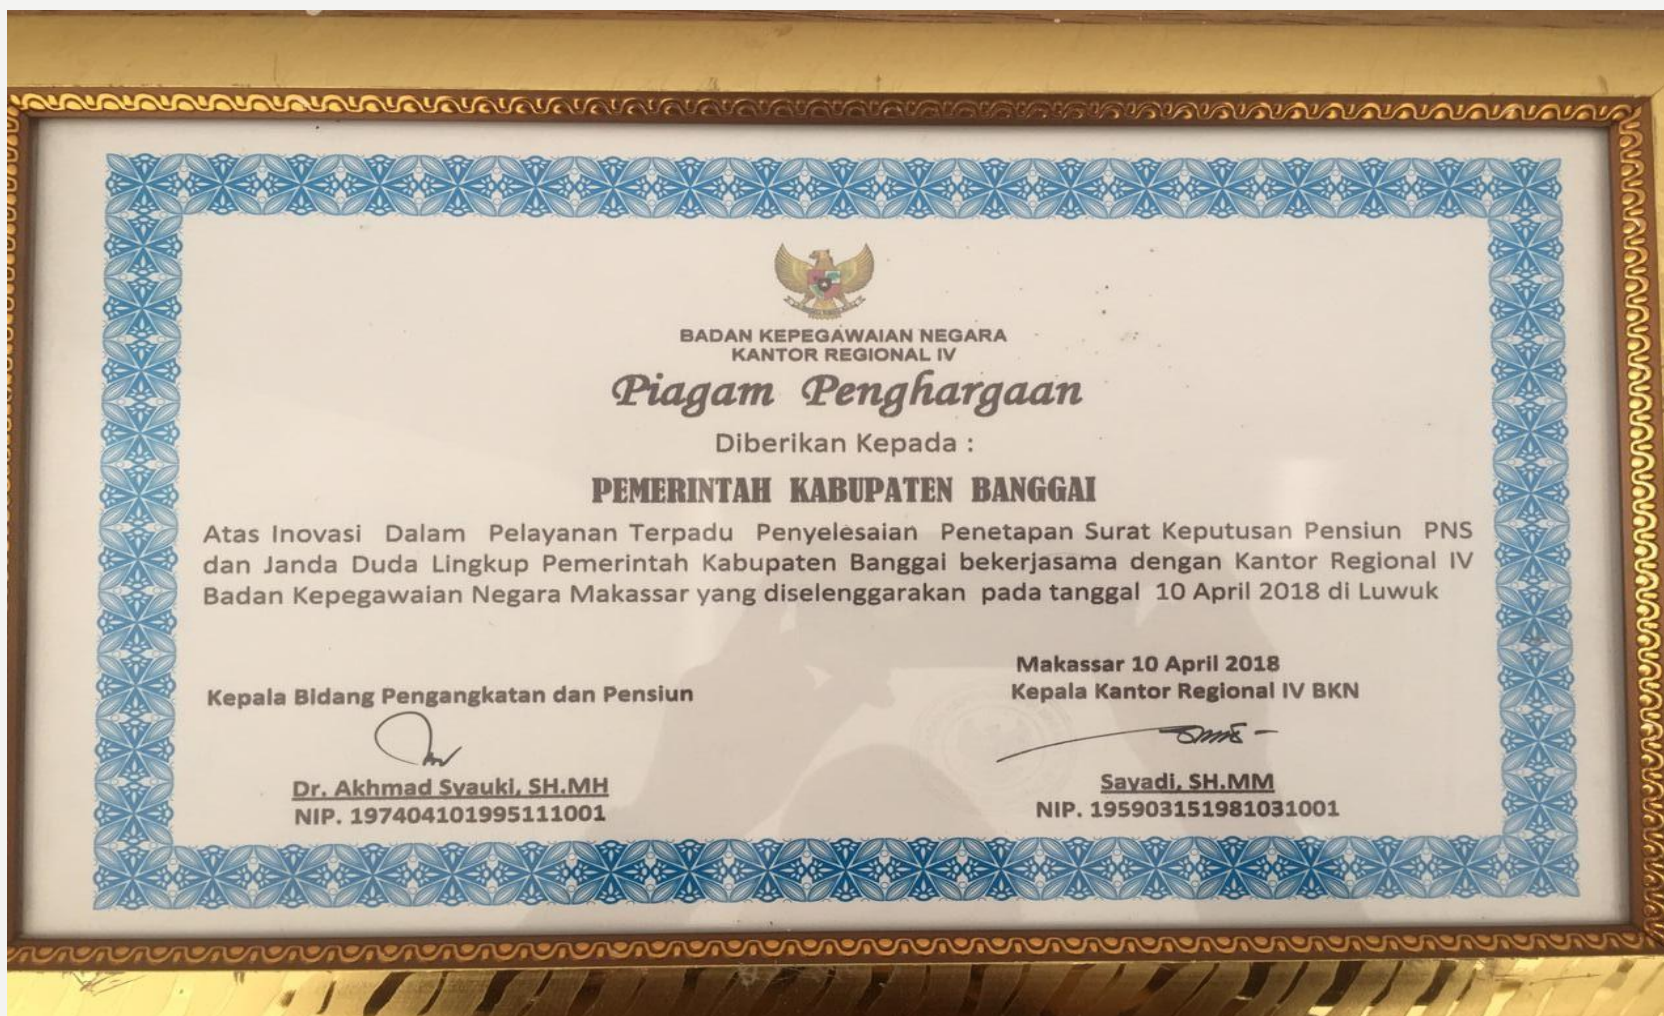 BADAN KEPEGAWAIAN NEGARA
KANTOR REGIONAL IV
Piagam Penghargaan
Diberikan Kepada :
PEMERINTAH KABUPATEN BANGGAI
Atas Inovasi Dalam Pelayanan Terpadu Penyelesaian Penetapan Surat Keputusan Pensiun PNS
dan Janda Duda Lingkup Pemerintah Kabupaten Banggai bekerjasama dengan Kantor Regional IV
Badan Kepegawaian Negara Makassar yang diselenggarakan pada tanggal 10 April 2018 di Luwuk
Makassar 10 April 2018
Kepala Bidang Pengangkatan dan Pensiun
Kepala Kantor Regional IV BKN
Dr. Akhmad Syauki, SH.MH
NIP. 197404101995111001
Sayadi, SH.MM
NIP. 195903151981031001